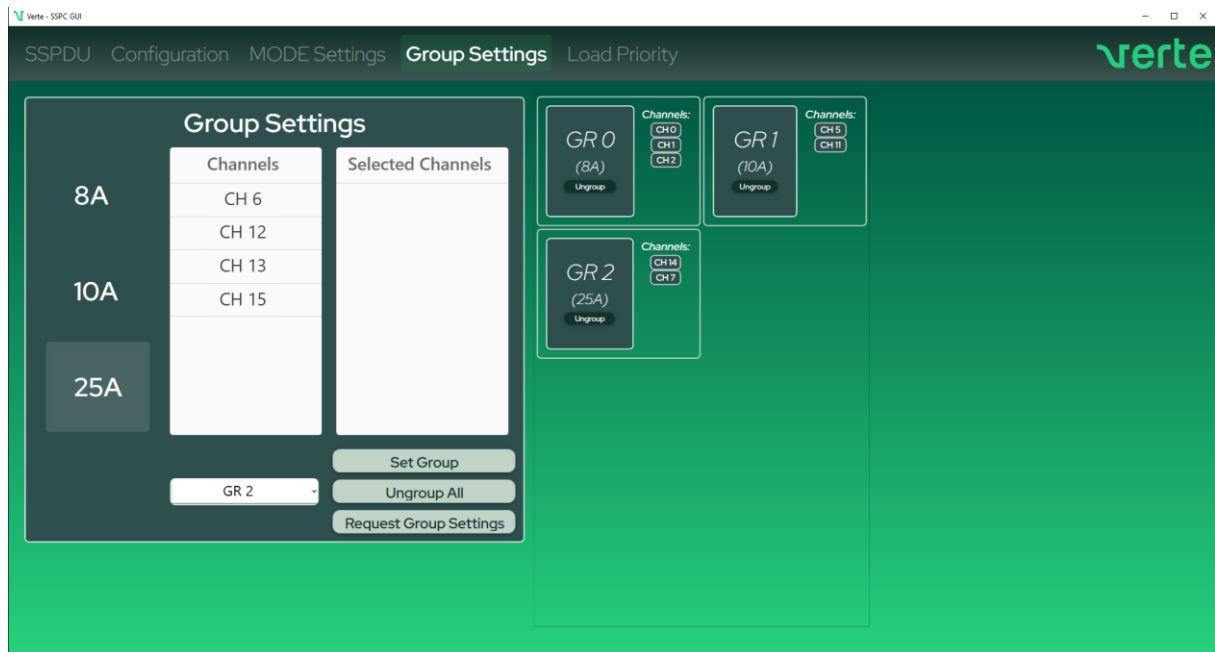 Verte - SSPC GUI
SSPDU Configuration MODE Settings Group Settings Load Priority
verte
Group Settings
8A
10A
25A
Channels
CH 6
CH 12
CH 13
CH 15
Selected Channels
GR 2
Set Group
Ungroup All
Request Group Settings
GR 0
(8A)
Ungroup
Channels:
CH 0
CH 1
CH 2
GR 1
(10A)
Ungroup
Channels:
CH 5
CH 11
GR 2
(25A)
Ungroup
Channels:
CH 14
CH 7